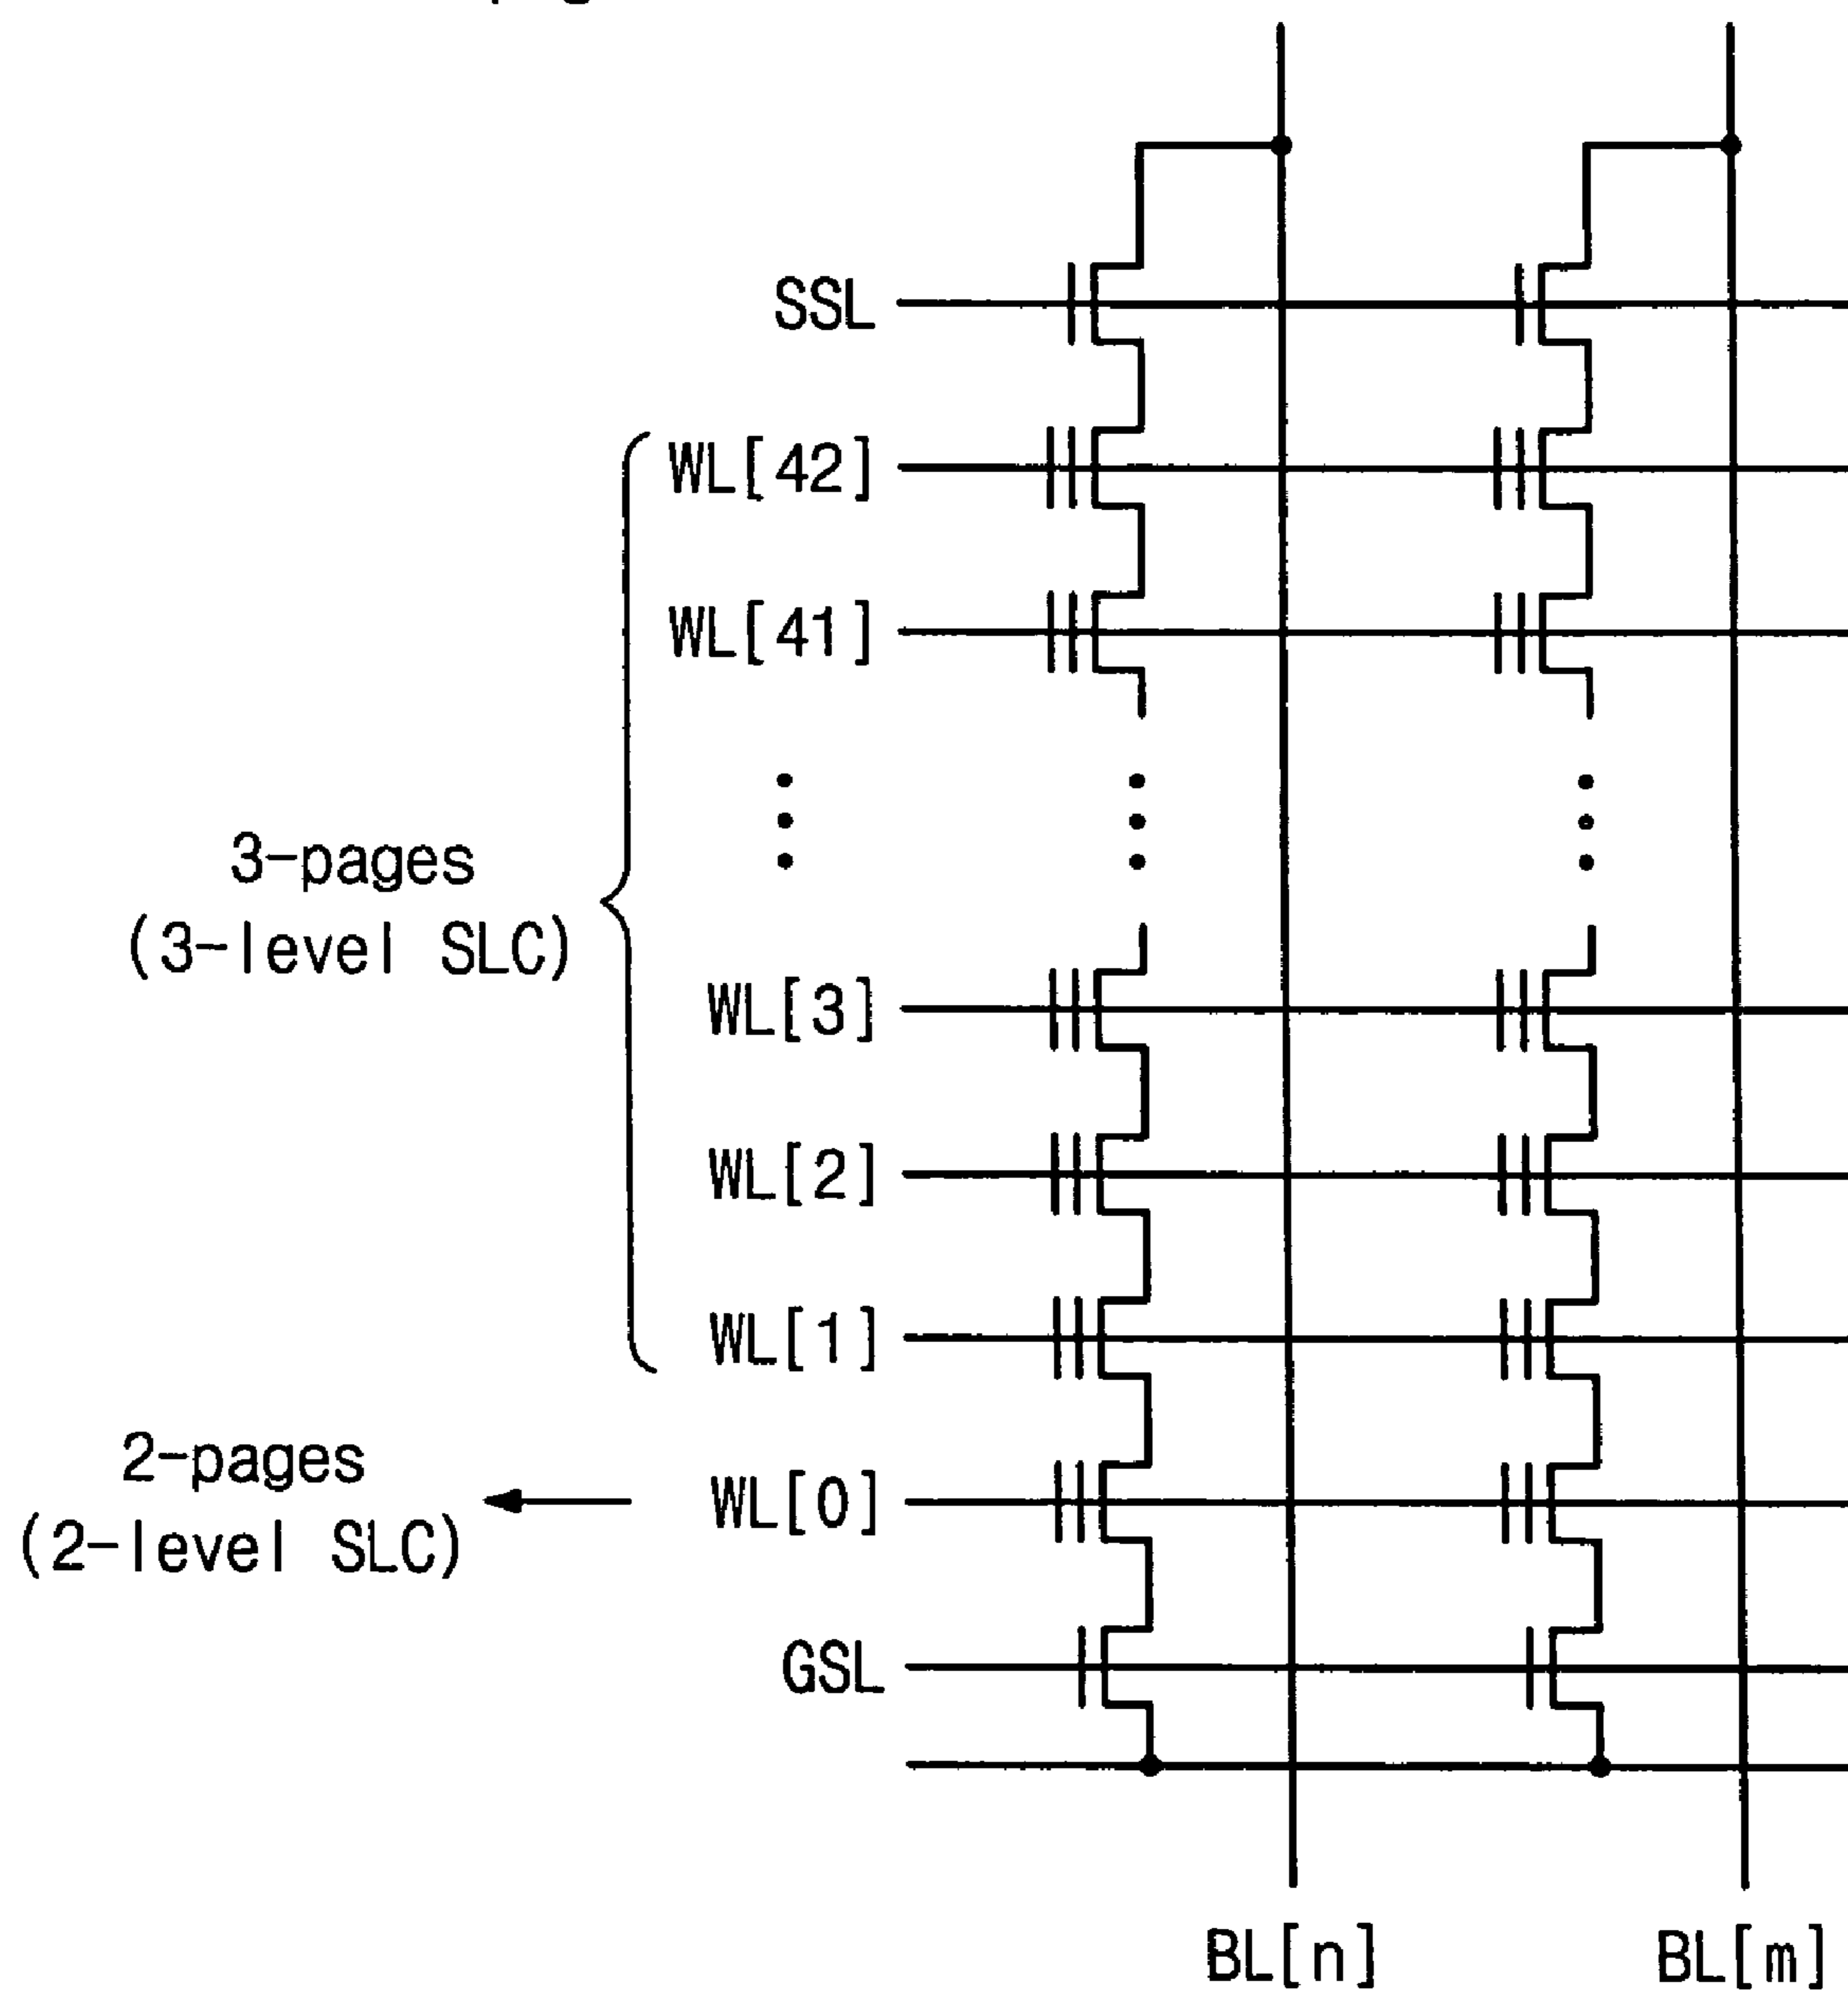 SSL
WL[42]
WL[41]
3-pages
(3-level SLC)
WL[3]
WL[2]
WL[1]
2-pages
(2-level SLC)
WL[0]
GSL
BL[n]
BL[m]